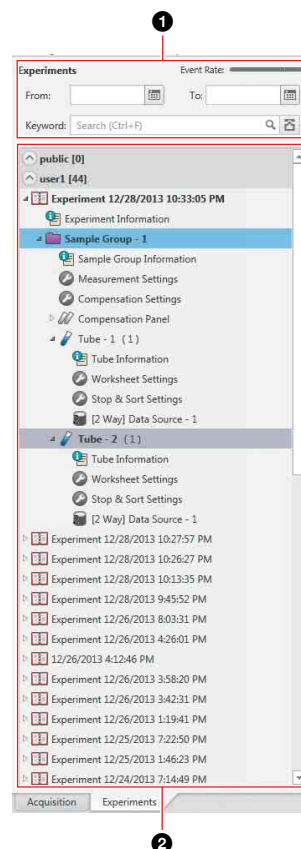 1
Experiments Event Rate:
From: To:
Keyword: Search (Ctrl+F)
public [0]
user1 [44]
Experiment 12/28/2013 10:33:05 PM
Experiment Information
Sample Group - 1
Sample Group Information
Measurement Settings
Compensation Settings
Compensation Panel
Tube - 1 (1)
Tube Information
Worksheet Settings
Stop & Sort Settings
[2 Way] Data Source - 1
Tube - 2 (1)
Tube Information
Worksheet Settings
Stop & Sort Settings
[2 Way] Data Source - 1
Experiment 12/28/2013 10:27:57 PM
Experiment 12/28/2013 10:26:27 PM
Experiment 12/28/2013 10:13:35 PM
Experiment 12/28/2013 9:45:52 PM
Experiment 12/26/2013 8:03:31 PM
Experiment 12/26/2013 4:26:01 PM
12/26/2013 4:12:46 PM
Experiment 12/26/2013 3:58:20 PM
Experiment 12/26/2013 3:42:31 PM
Experiment 12/26/2013 1:19:41 PM
Experiment 12/25/2013 7:22:50 PM
Experiment 12/25/2013 1:46:23 PM
Experiment 12/24/2013 7:14:49 PM
Acquisition Experiments
2